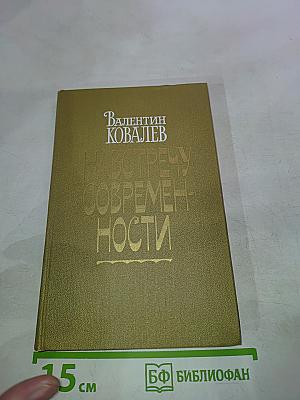 ВАЛЕНТИН
КОВАЛЕВ
НАВСТРЕЧУ
СОВРЕМЕН-
НОСТИ
15 см
БФ БИБЛИОФАН